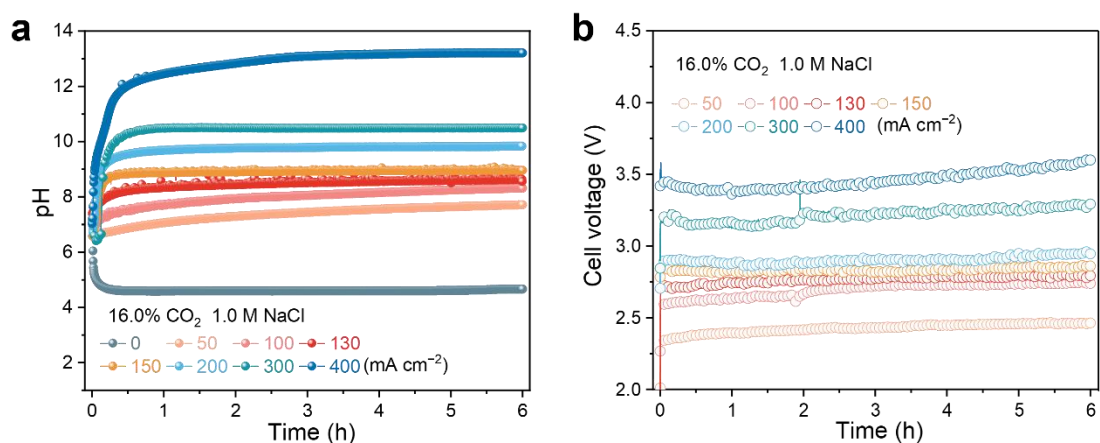 a
14
12
10
8
6
4
2
pH
16.0% CO₂ 1.0 M NaCl
0 50 100 130
150 200 300 400 (mA cm⁻²)
0 1 2 3 4 5 6
Time (h)
b
4.5
4.0
3.5
3.0
2.5
2.0
Cell voltage (V)
16.0% CO₂ 1.0 M NaCl
50 100 130 150
200 300 400 (mA cm⁻²)
0 1 2 3 4 5 6
Time (h)